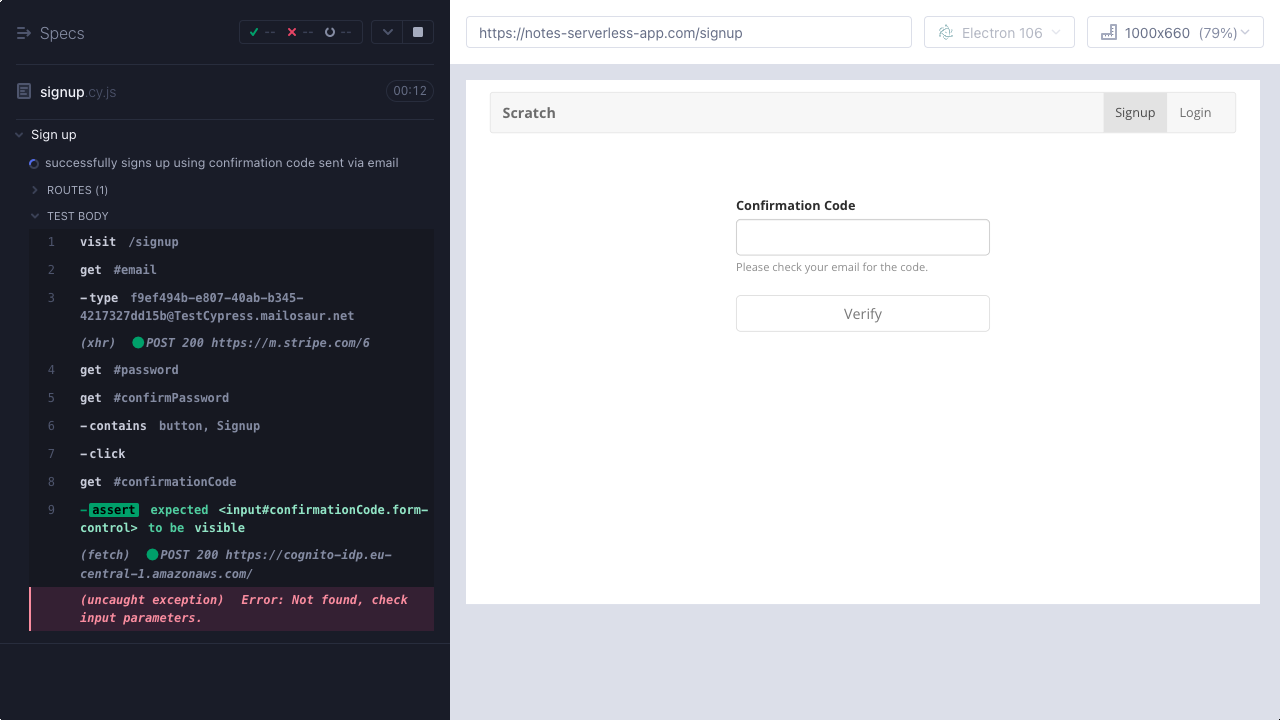 Specs
-- -- --
signup.cy.js 00:12
Sign up
successfully signs up using confirmation code sent via email
ROUTES (1)
TEST BODY
1 visit /signup
2 get #email
3 -type f9ef494b-e807-40ab-b345-
4217327dd15b@TestCypress.mailosaur.net
(xhr) POST 200 https://m.stripe.com/6
4 get #password
5 get #confirmPassword
6 -contains button, Signup
7 -click
8 get #confirmationCode
9 -assert expected <input#confirmationCode.form-
control> to be visible
(fetch) POST 200 https://cognito-idp.eu-
central-1.amazonaws.com/
(uncaught exception) Error: Not found, check
input parameters.
https://notes-serverless-app.com/signup
Electron 106
1000x660 (79%)
Scratch
Signup
Login
Confirmation Code
Please check your email for the code.
Verify